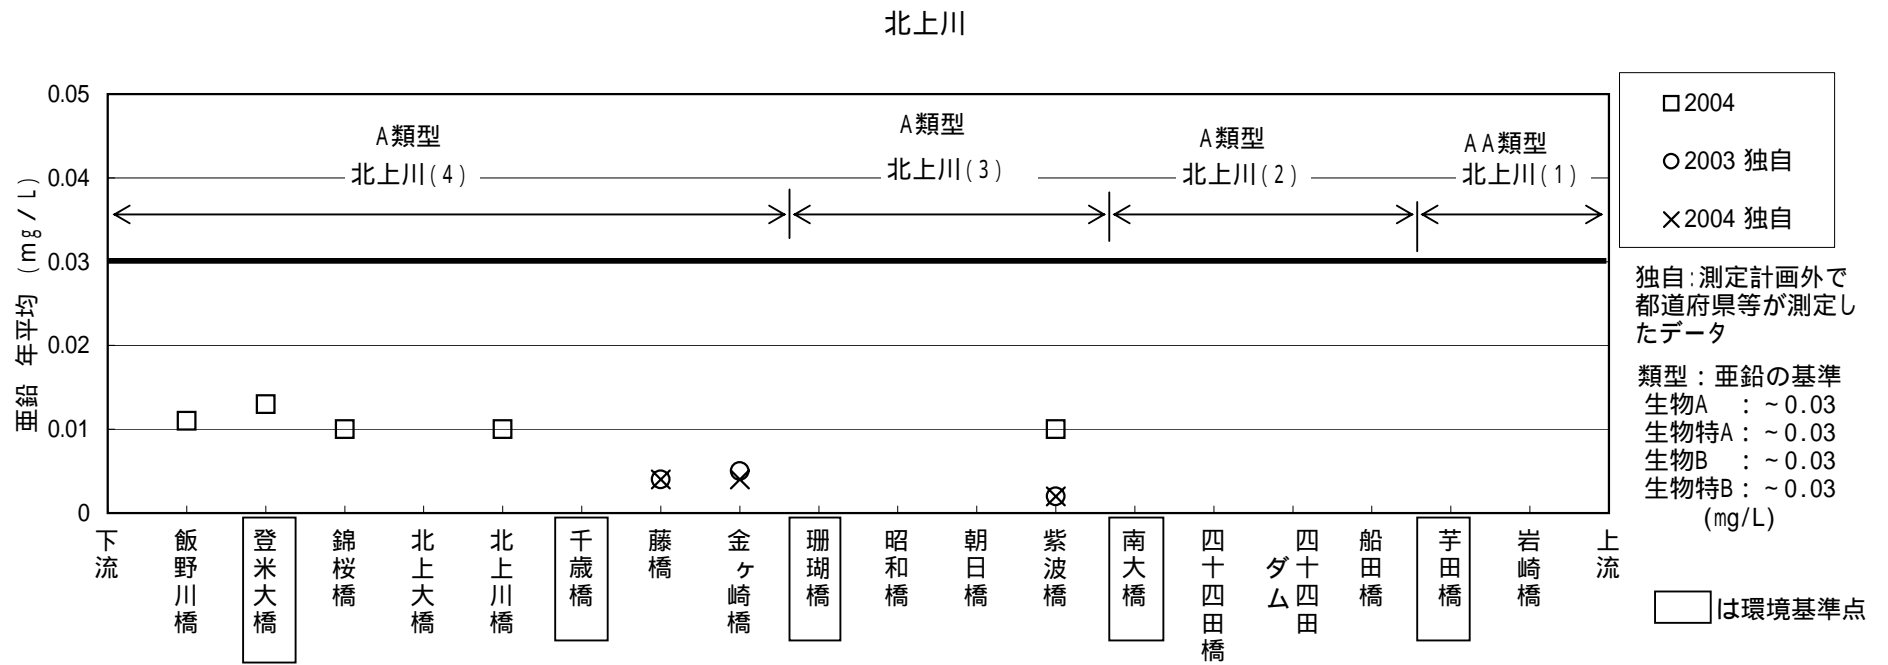 北上川
亜鉛 年平均 (mg/L)
0.05
0.04
0.03
0.02
0.01
0
A類型
北上川(4)
A類型
北上川(3)
A類型
北上川(2)
AA類型
北上川(1)
下流
飯野川橋
登米大橋
錦桜橋
北上大橋
北上川橋
千歳橋
藤橋
金ヶ崎橋
珊瑚橋
昭和橋
朝日橋
紫波橋
南大橋
四十四田橋
四十四田
ダム
船田橋
芋田橋
岩崎橋
上流
□2004
○2003 独自
×2004 独自
独自:測定計画外で
都道府県等が測定し
たデータ
類型:亜鉛の基準
生物A :~0.03
生物特A:~0.03
生物B :~0.03
生物特B:~0.03
(mg/L)
は環境基準点